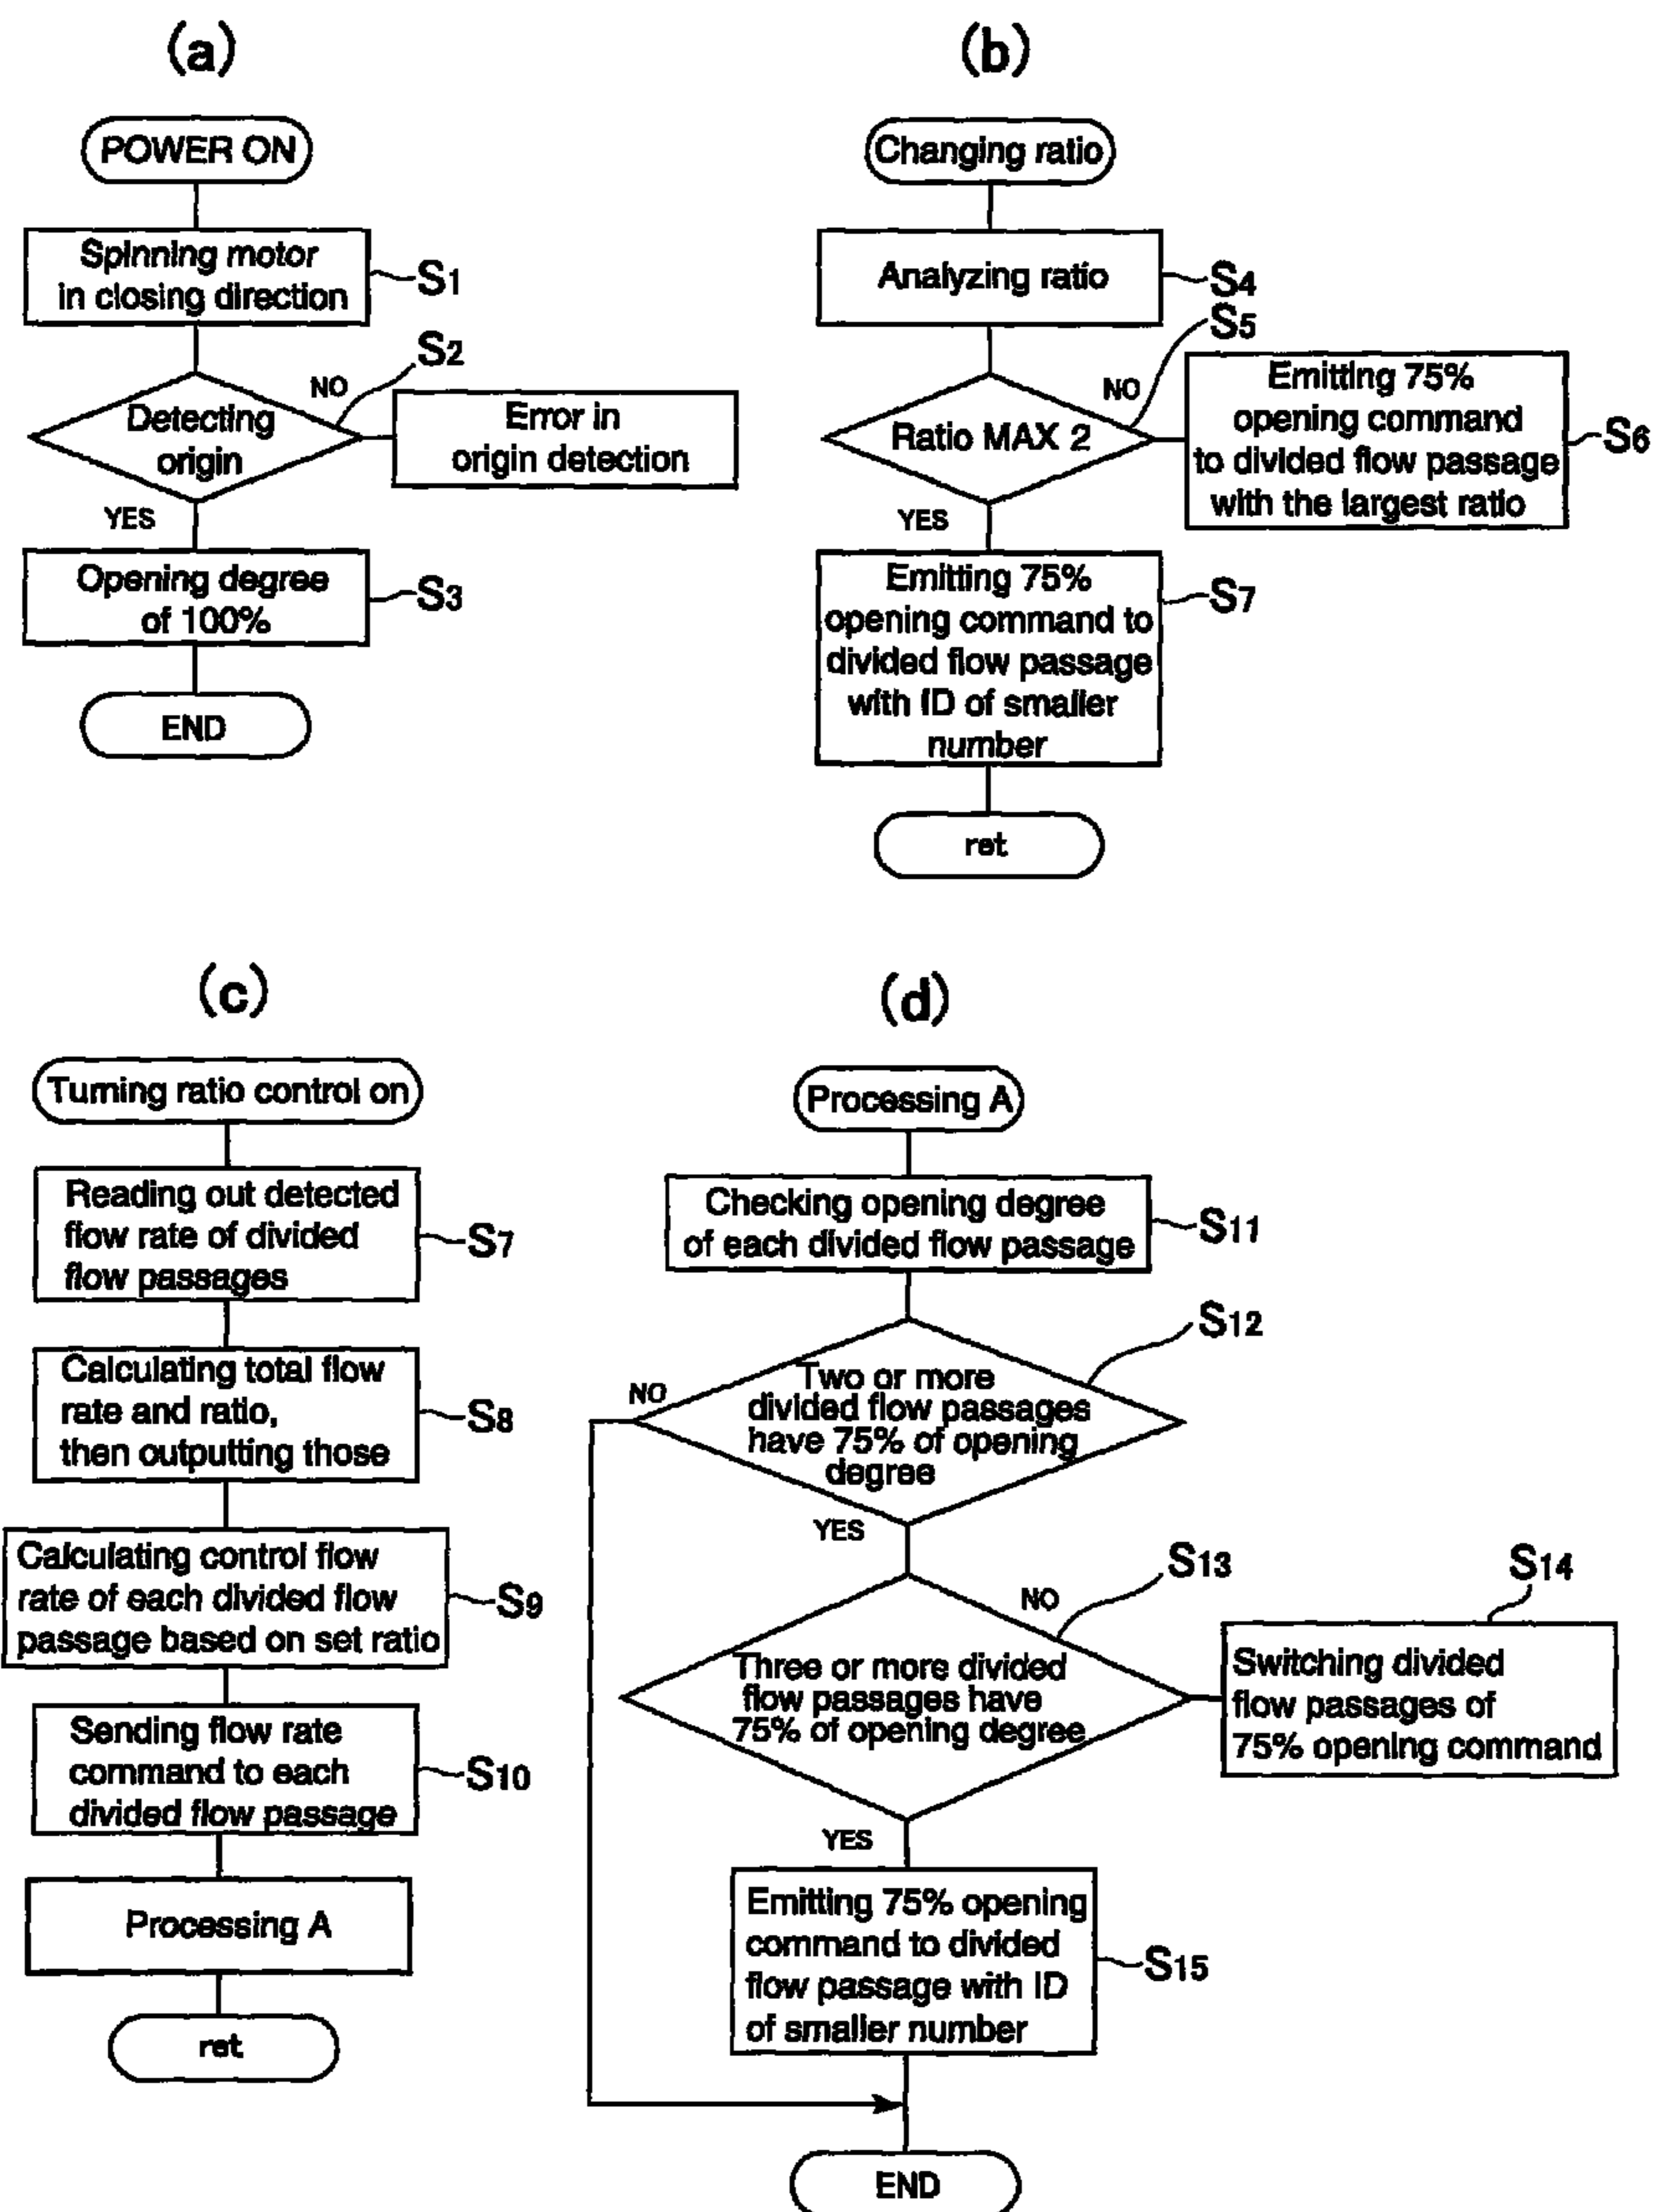 (a)
POWER ON
Spinning motor
in closing direction
S1
S2
NO
Detecting
origin
Error in
origin detection
YES
Opening degree
of 100%
S3
END
(b)
Changing ratio
Analyzing ratio
S4
S5
NO
Ratio MAX 2
Emitting 75%
opening command
to divided flow passage
with the largest ratio
S6
YES
Emitting 75%
opening command to
divided flow passage
with ID of smaller
number
S7
ret
(c)
Turning ratio control on
Reading out detected
flow rate of divided
flow passages
S7
Calculating total flow
rate and ratio,
then outputting those
S8
Calculating control flow
rate of each divided flow
passage based on set ratio
S9
Sending flow rate
command to each
divided flow passage
S10
Processing A
ret
(d)
Processing A
Checking opening degree
of each divided flow passage
S11
S12
NO
Two or more
divided flow passages
have 75% of opening
degree
YES
S13
NO
Three or more divided
flow passages have
75% of opening degree
S14
Switching divided
flow passages of
75% opening command
YES
Emitting 75% opening
command to divided
flow passage with ID
of smaller number
S15
END